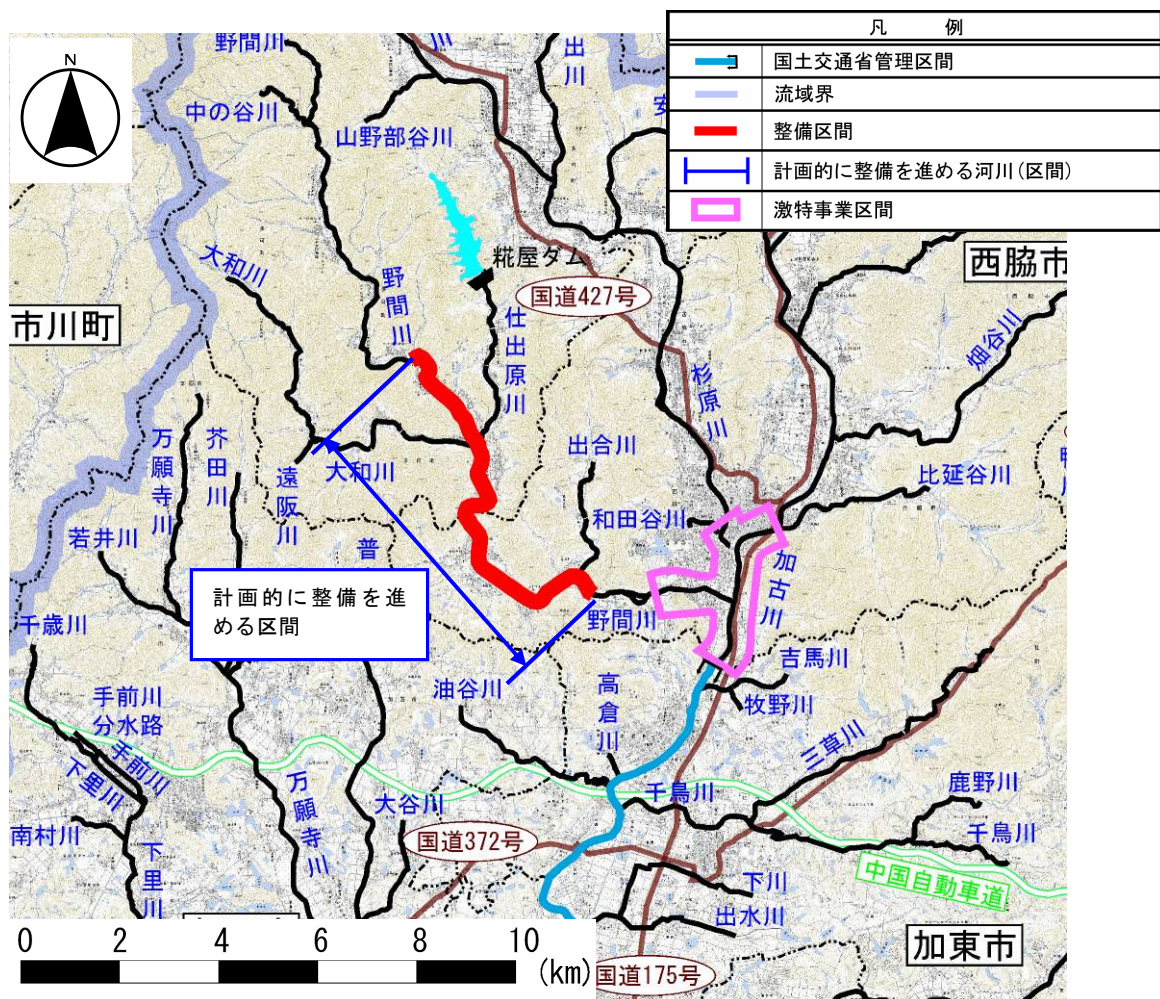 凡 例
国土交通省管理区間
流域界
整備区間
計画的に整備を進める河川(区間)
激特事業区間
N
野間川
川
出川
安
中の谷川
山野部谷川
大和川
野間川
糀屋ダム
国道427号
西脇市
市川町
仕出原川
畑谷川
杉原川
万願寺川
芥田川
遠阪川
大和川
出合川
比延谷川
和田谷川
若井川
普
加古川
計画的に整備を進
める区間
千歳川
野間川
吉馬川
油谷川
高倉川
牧野川
手前川
分水路
手前川
下里川
三草川
万願寺川
大谷川
千鳥川
鹿野川
千鳥川
南村川
下里川
国道372号
中国自動車道
下川
出水川
加東市
国道175号
0 2 4 6 8 10
(km)